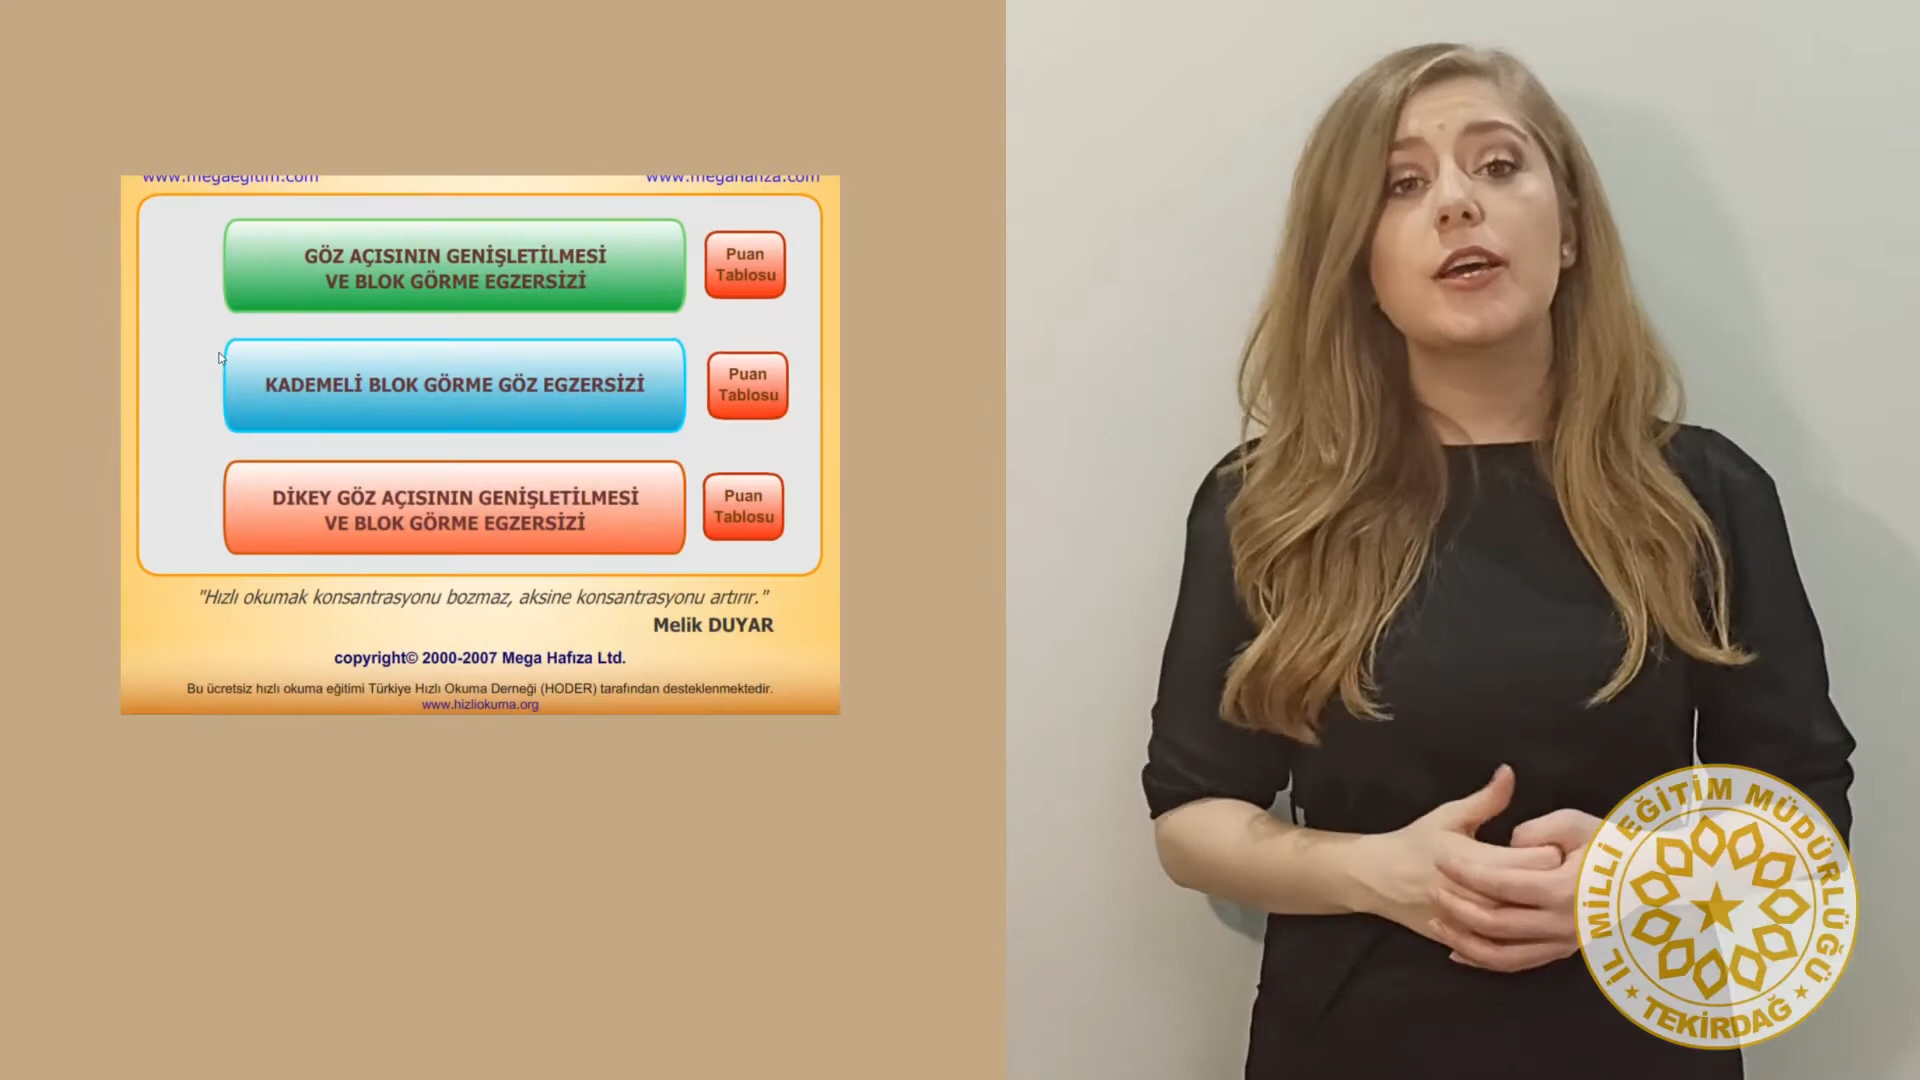 www.megaegitim.com
www.megahafiza.com
GÖZ AÇISININ GENİŞLETİLMESİ
VE BLOK GÖRME EGZERSİZİ
Puan
Tablosu
KADEMELİ BLOK GÖRME GÖZ EGZERSİZİ
Puan
Tablosu
DİKEY GÖZ AÇISININ GENİŞLETİLMESİ
VE BLOK GÖRME EGZERSİZİ
Puan
Tablosu
"Hızlı okumak konsantrasyonu bozmaz, aksine konsantrasyonu artırır."
Melik DUYAR
copyright© 2000-2007 Mega Hafıza Ltd.
Bu ücretsiz hızlı okuma eğitimi Türkiye Hızlı Okuma Derneği (HODER) tarafından desteklenmektedir.
www.hizliokuma.org
İL MİLLİ EĞİTİM MÜDÜRLÜĞÜ
TEKİRDAĞ